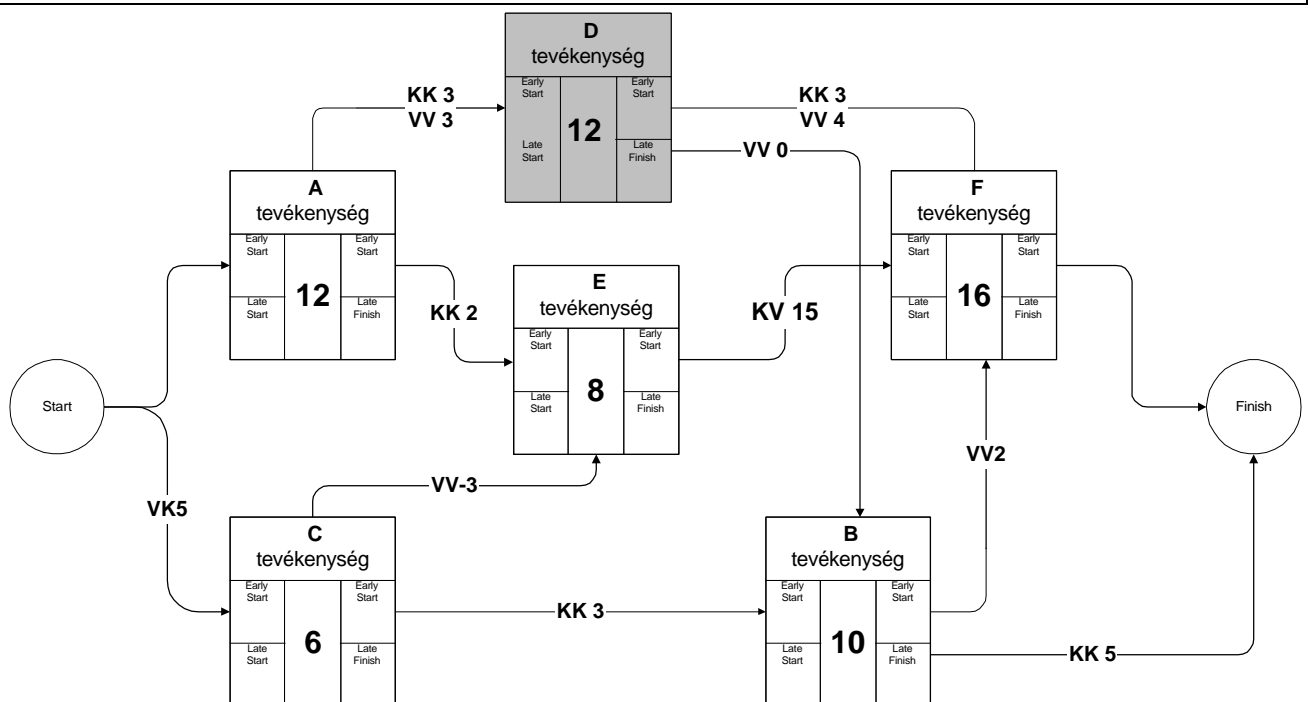 D
tevékenység
Early
Start
Early
Start
12
Late
Start
Late
Finish
KK 3
VV 3
KK 3
VV 4
VV 0
A
tevékenység
Early
Start
Early
Start
12
Late
Start
Late
Finish
F
tevékenység
Early
Start
Early
Start
16
Late
Start
Late
Finish
E
tevékenység
Early
Start
Early
Start
8
Late
Start
Late
Finish
KK 2
KV 15
Start
Finish
VK5
VV-3
VV2
C
tevékenység
Early
Start
Early
Start
6
Late
Start
Late
Finish
KK 3
B
tevékenység
Early
Start
Early
Start
10
Late
Start
Late
Finish
KK 5